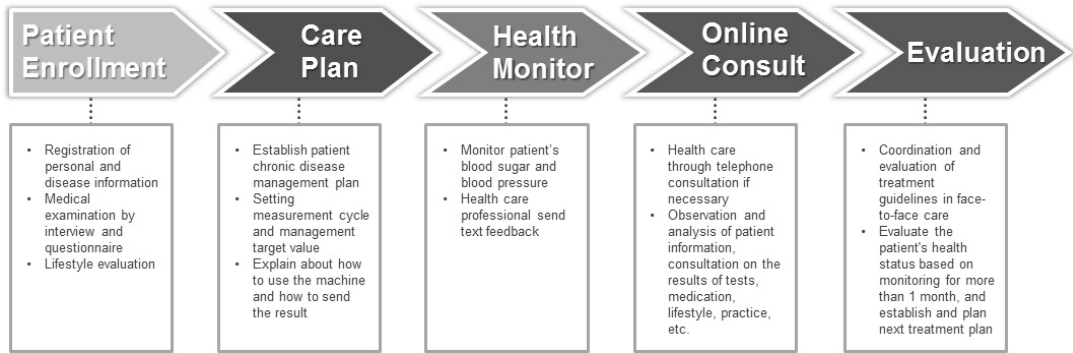 Patient
Enrollment
Care
Plan
Health
Monitor
Online
Consult
Evaluation
• Registration of
personal and
disease information
• Medical
examination by
interview and
questionnaire
• Lifestyle evaluation
• Establish patient
chronic disease
management plan
• Setting
measurement cycle
and management
target value
• Explain about how
to use the machine
and how to send
the result
• Monitor patient's
blood sugar and
blood pressure
• Health care
professional send
text feedback
• Health care
through telephone
consultation if
necessary
• Observation and
analysis of patient
information,
consultation on the
results of tests,
medication,
lifestyle, practice,
etc.
• Coordination and
evaluation of
treatment
guidelines in face-
to-face care
• Evaluate the
patient's health
status based on
monitoring for more
than 1 month, and
establish and plan
next treatment plan